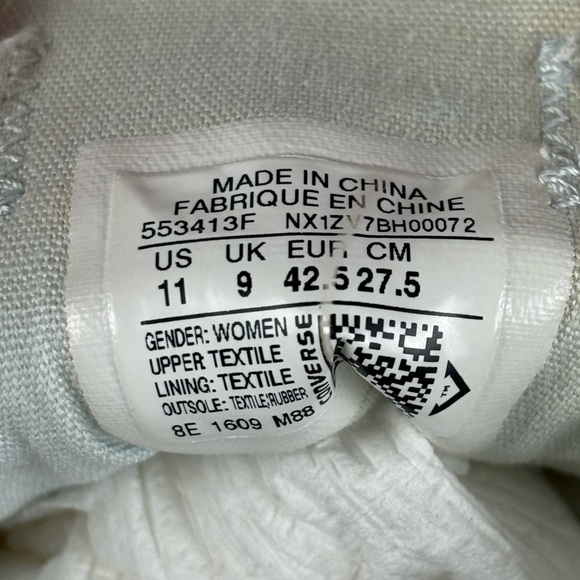 MADE IN CHINA
FABRIQUE EN CHINE
553413F NX1ZV7BH00072
US UK EUR CM
11 9 42.5 27.5
GENDER: WOMEN
UPPER TEXTILE
LINING: TEXTILE
OUTSOLE: TEXTILE/RUBBER
8E 1609 M88
CONVERSE
TM